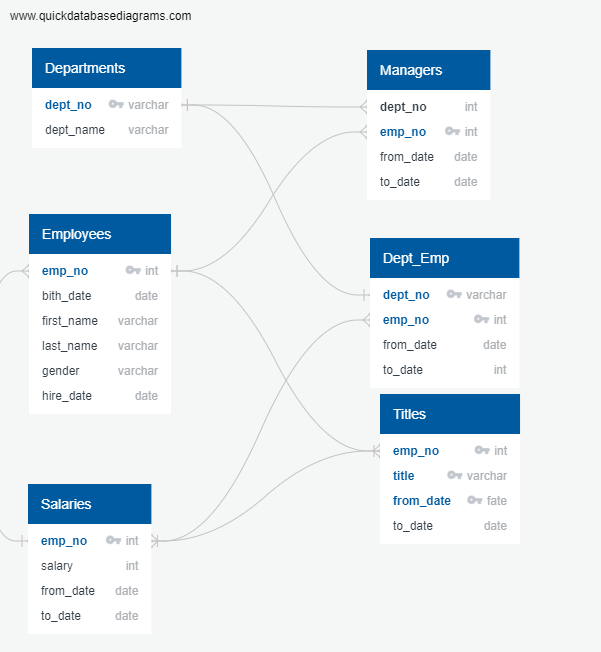 www.quickdatabasediagrams.com
Departments
dept_no varchar
dept_name varchar
Managers
dept_no int
emp_no int
from_date date
to_date date
Employees
emp_no int
bith_date date
first_name varchar
last_name varchar
gender varchar
hire_date date
Dept_Emp
dept_no varchar
emp_no int
from_date date
to_date int
Titles
emp_no int
title varchar
from_date fate
to_date date
Salaries
emp_no int
salary int
from_date date
to_date date